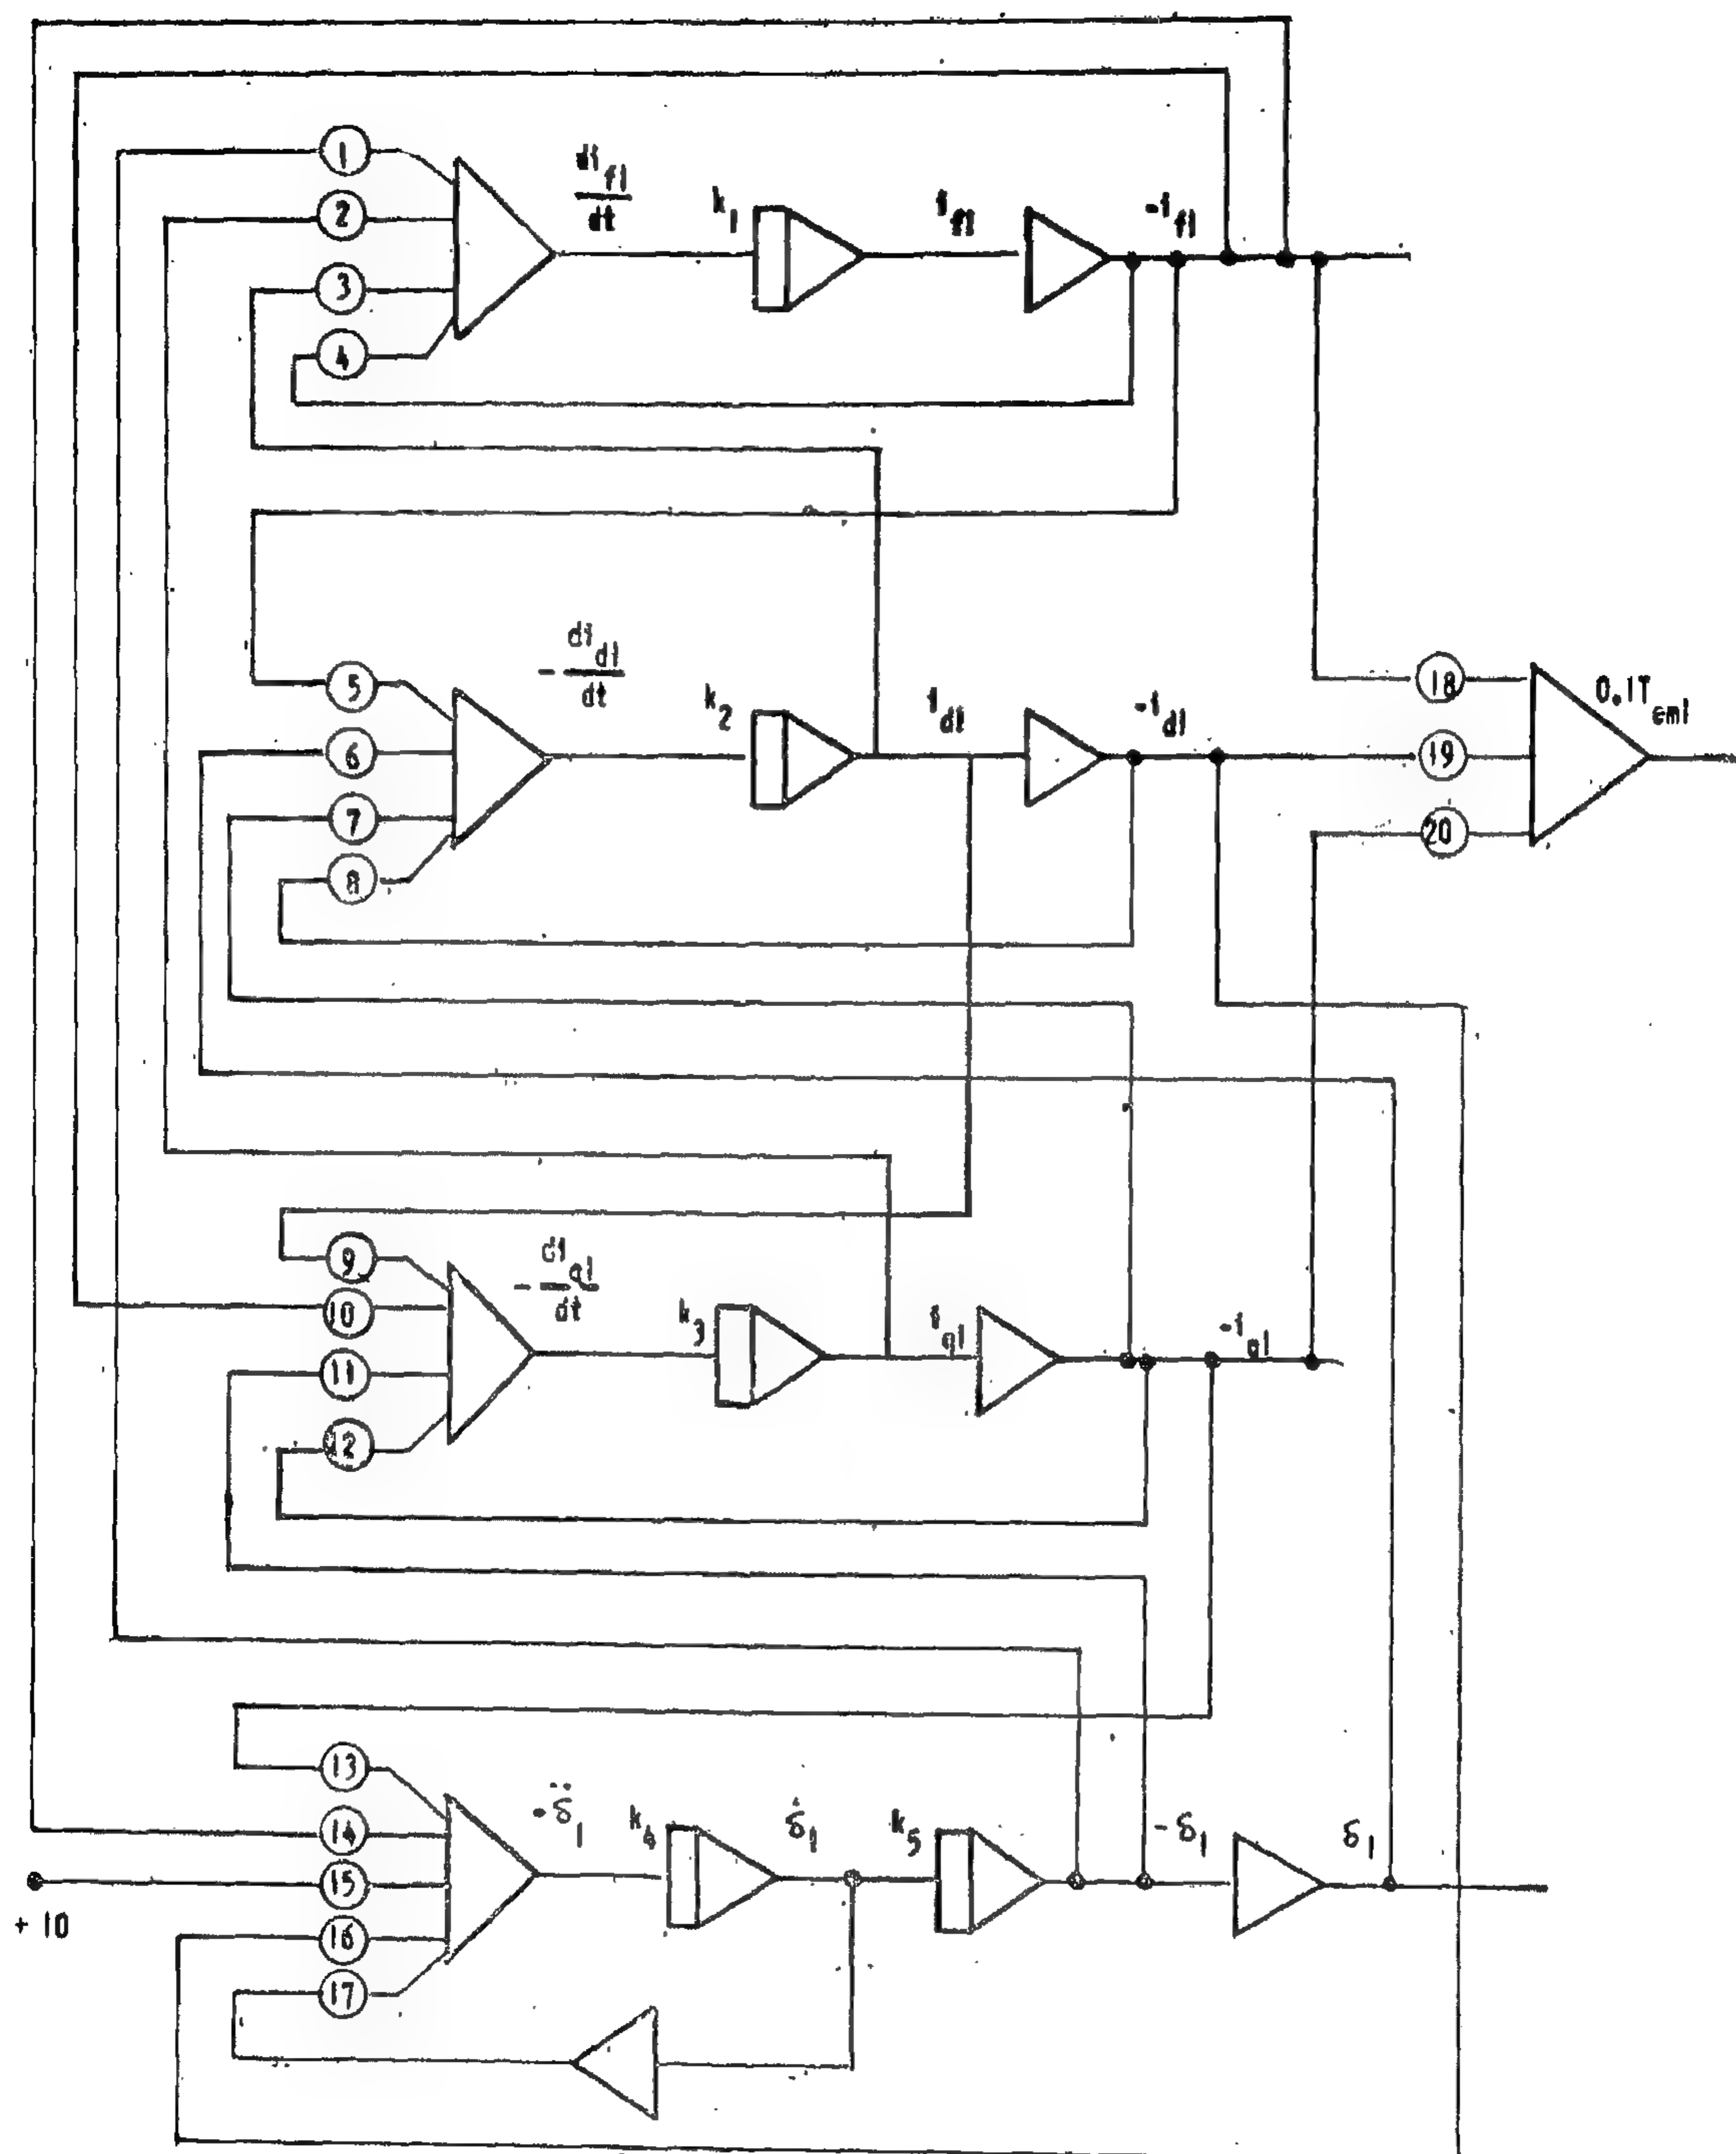 1
2
3
4
di_f1
dt
k_1
i_f1
-i_f1
5
6
7
8
- di_d1
dt
k_2
i_d1
-i_d1
18
19
20
0.1T_em1
9
10
11
12
- di_q1
dt
k_3
i_q1
-i_q1
13
14
15
16
17
+ 10
-δ̈_1
k_4
δ̇_1
k_5
-δ_1
δ_1